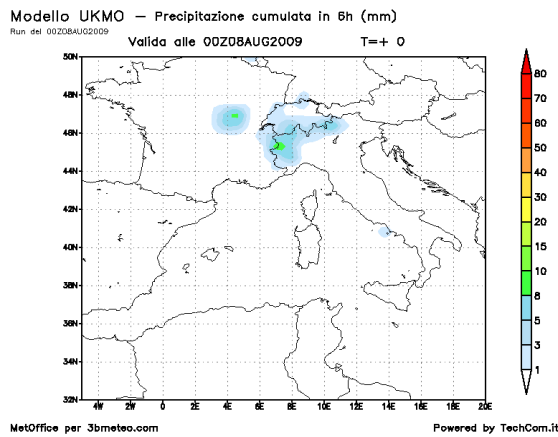 Modello UKMO – Precipitazione cumulata in 6h (mm)
Run del 00Z08AUG2009
Valida alle 00Z08AUG2009 T=+ 0
50N
48N
46N
44N
42N
40N
38N
36N
34N
32N
4W 2W 0 2E 4E 6E 8E 10E 12E 14E 16E 18E 20E
80
70
60
50
40
30
20
15
10
8
5
3
1
MetOffice per 3bmeteo.com Powered by TechCom.it